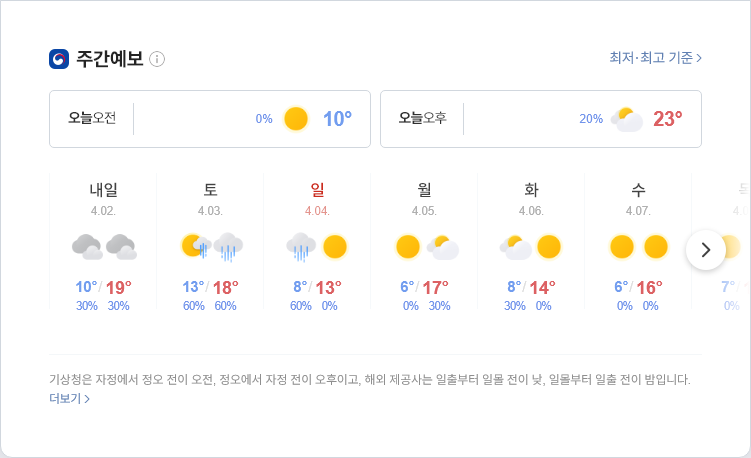 주간예보
최저·최고 기준
오늘오전 0% 10°
오늘오후 20% 23°
내일 토 일 월 화 수
4.02. 4.03. 4.04. 4.05. 4.06. 4.07.
10°/19° 13°/18° 8°/13° 6°/17° 8°/14° 6°/16° 7°
30% 30% 60% 60% 60% 0% 0% 30% 30% 0% 0% 0% 0%
기상청은 자정에서 정오 전이 오전, 정오에서 자정 전이 오후이고, 해외 제공사는 일출부터 일몰 전이 낮, 일몰부터 일출 전이 밤입니다.
더보기